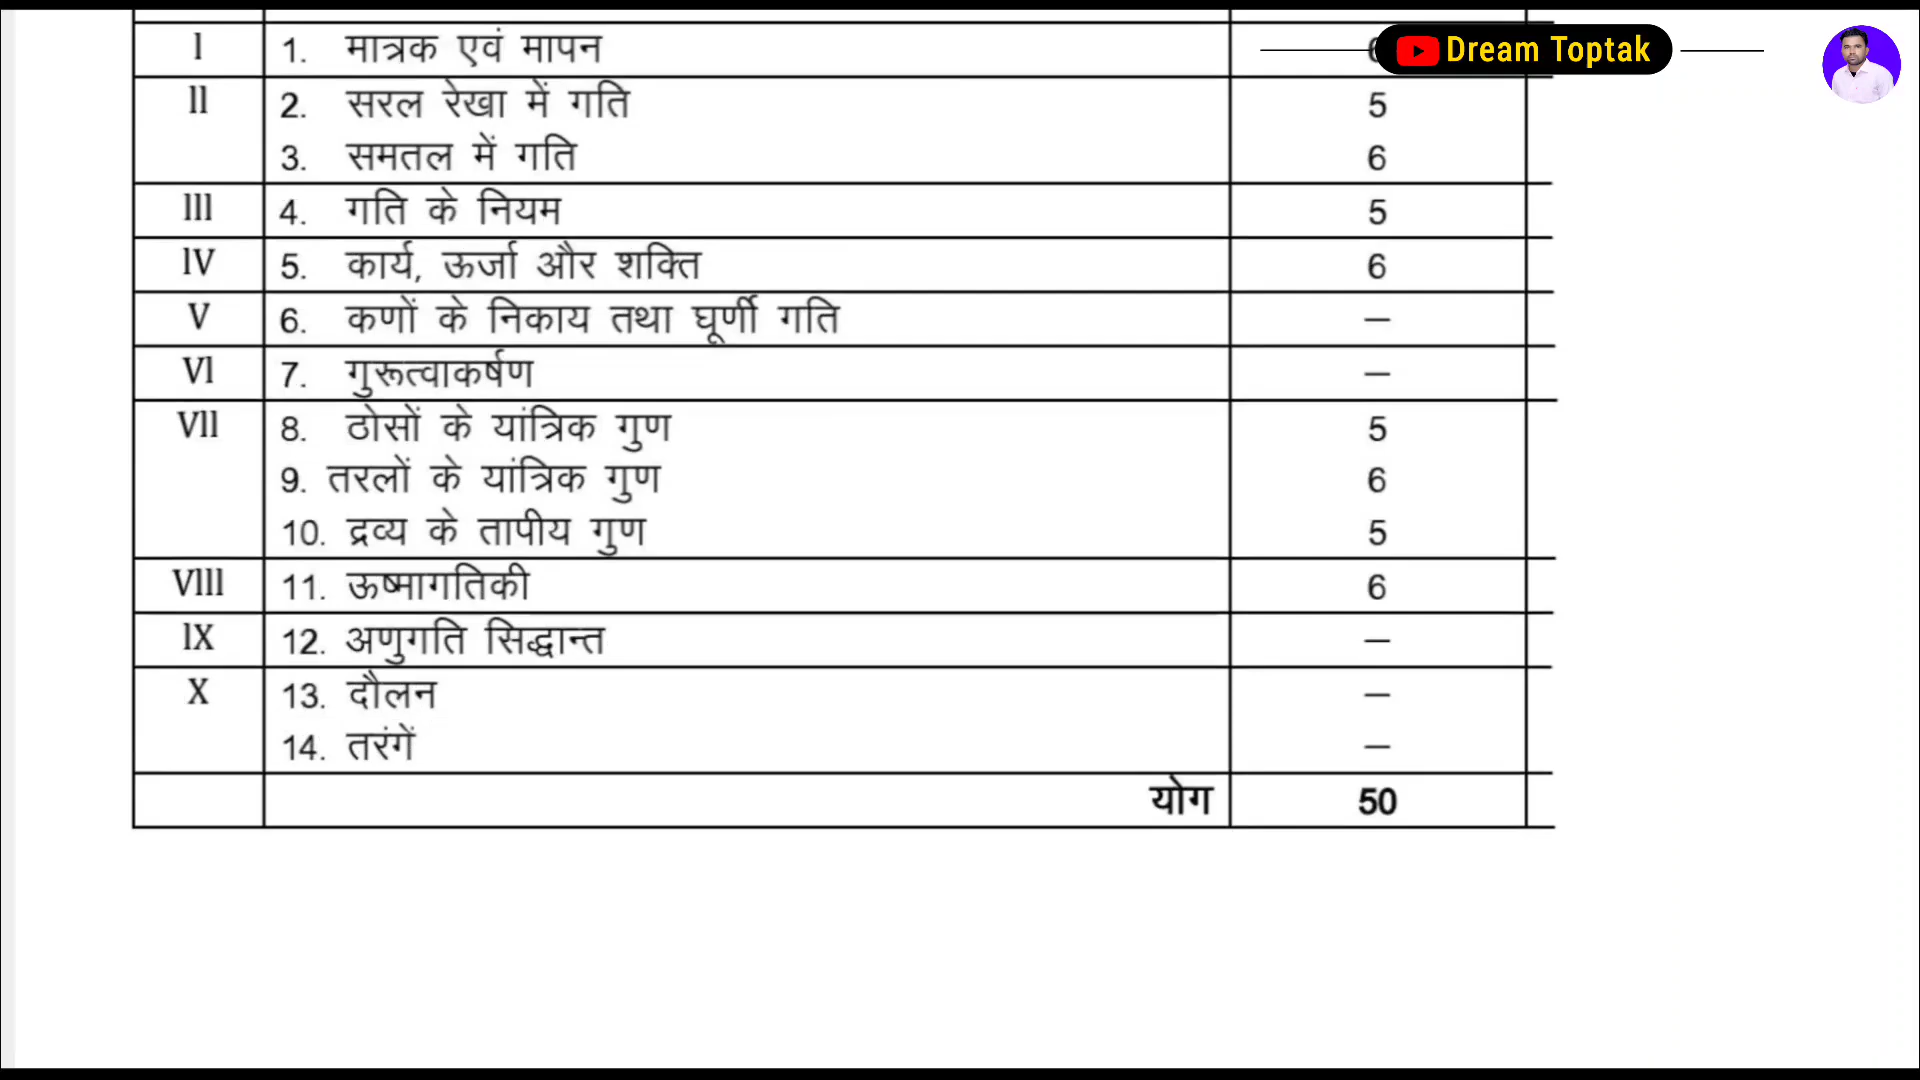 I 1. मात्रक एवं मापन
Dream Toptak
II 2. सरल रेखा में गति 5
3. समतल में गति 6
III 4. गति के नियम 5
IV 5. कार्य, ऊर्जा और शक्ति 6
V 6. कणों के निकाय तथा घूर्णी गति –
VI 7. गुरूत्वाकर्षण –
VII 8. ठोसों के यांत्रिक गुण 5
9. तरलों के यांत्रिक गुण 6
10. द्रव्य के तापीय गुण 5
VIII 11. ऊष्मागतिकी 6
IX 12. अणुगति सिद्धान्त –
X 13. दौलन –
14. तरंगें –
योग 50